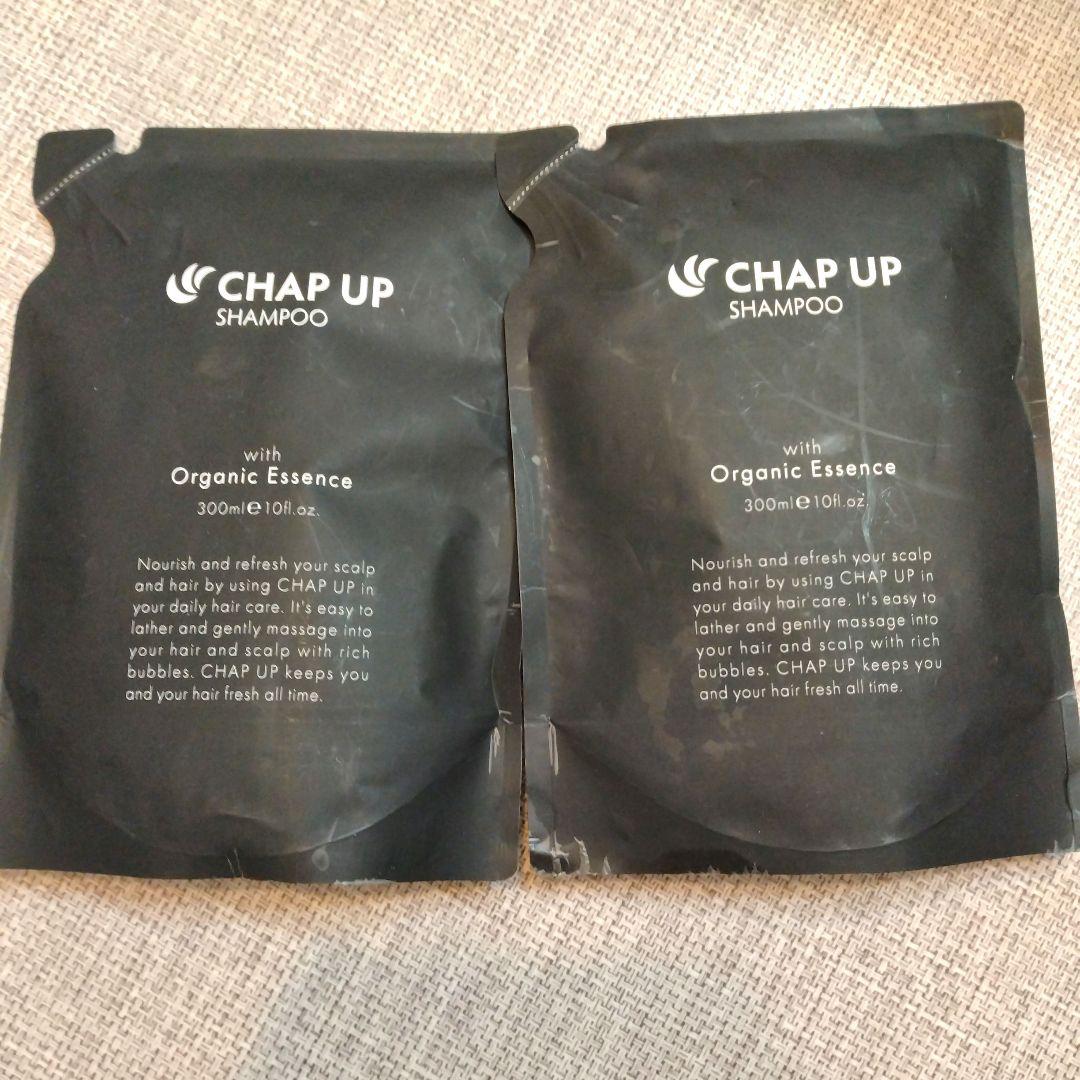 CHAP UP
SHAMPOO
with
Organic Essence
300ml℮10fl.oz.
Nourish and refresh your scalp
and hair by using CHAP UP in
your daily hair care. It's easy to
lather and gently massage into
your hair and scalp with rich
bubbles. CHAP UP keeps you
and your hair fresh all time.
CHAP UP
SHAMPOO
with
Organic Essence
300ml℮10fl.oz.
Nourish and refresh your scalp
and hair by using CHAP UP in
your daily hair care. It's easy to
lather and gently massage into
your hair and scalp with rich
bubbles. CHAP UP keeps you
and your hair fresh all time.